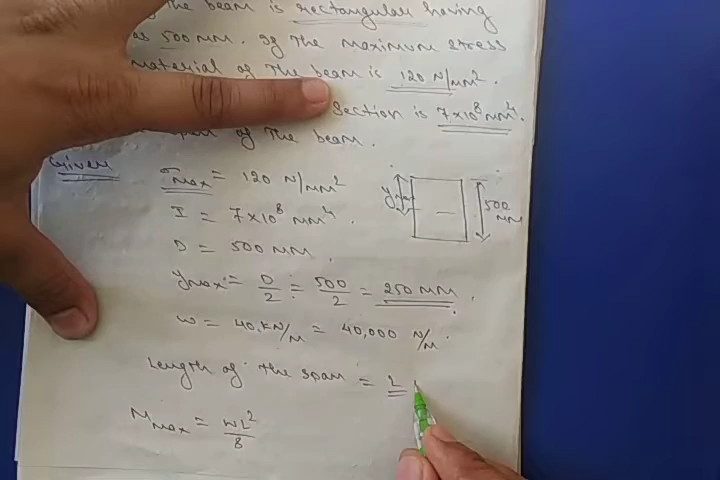 the beam is rectangular having
as 500 MM. If The maximum stress
material of The beam is 120 N/MM².
Section is 7×10⁸ MM⁴.
of The beam.
Given
σmax = 120 N/MM²
I = 7×10⁸ MM⁴.
D = 500 MM.
ymax = D/2 = 500/2 = 250 MM.
ymax
500 MM
w = 40 KN/M = 40,000 N/M.
Length of the span = L
Mmax = wL²/8